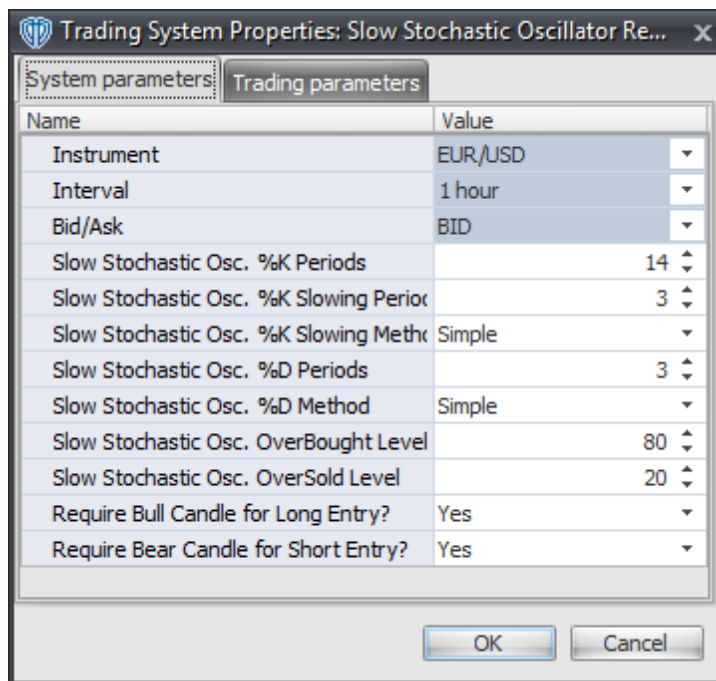 Trading System Properties: Slow Stochastic Oscillator Re...
System parameters Trading parameters
Name Value
Instrument EUR/USD
Interval 1 hour
Bid/Ask BID
Slow Stochastic Osc. %K Periods 14
Slow Stochastic Osc. %K Slowing Perioc 3
Slow Stochastic Osc. %K Slowing Methc Simple
Slow Stochastic Osc. %D Periods 3
Slow Stochastic Osc. %D Method Simple
Slow Stochastic Osc. OverBought Level 80
Slow Stochastic Osc. OverSold Level 20
Require Bull Candle for Long Entry? Yes
Require Bear Candle for Short Entry? Yes
OK Cancel